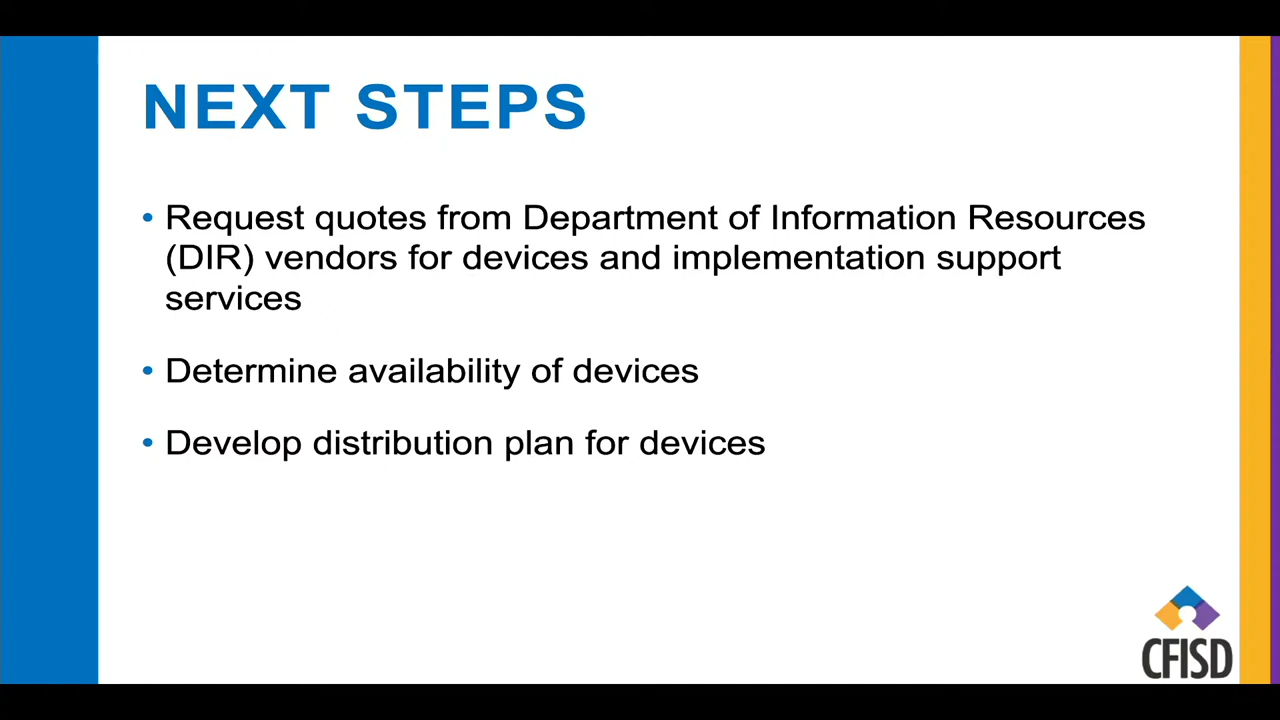 NEXT STEPS
• Request quotes from Department of Information Resources
(DIR) vendors for devices and implementation support
services
• Determine availability of devices
• Develop distribution plan for devices
CFISD